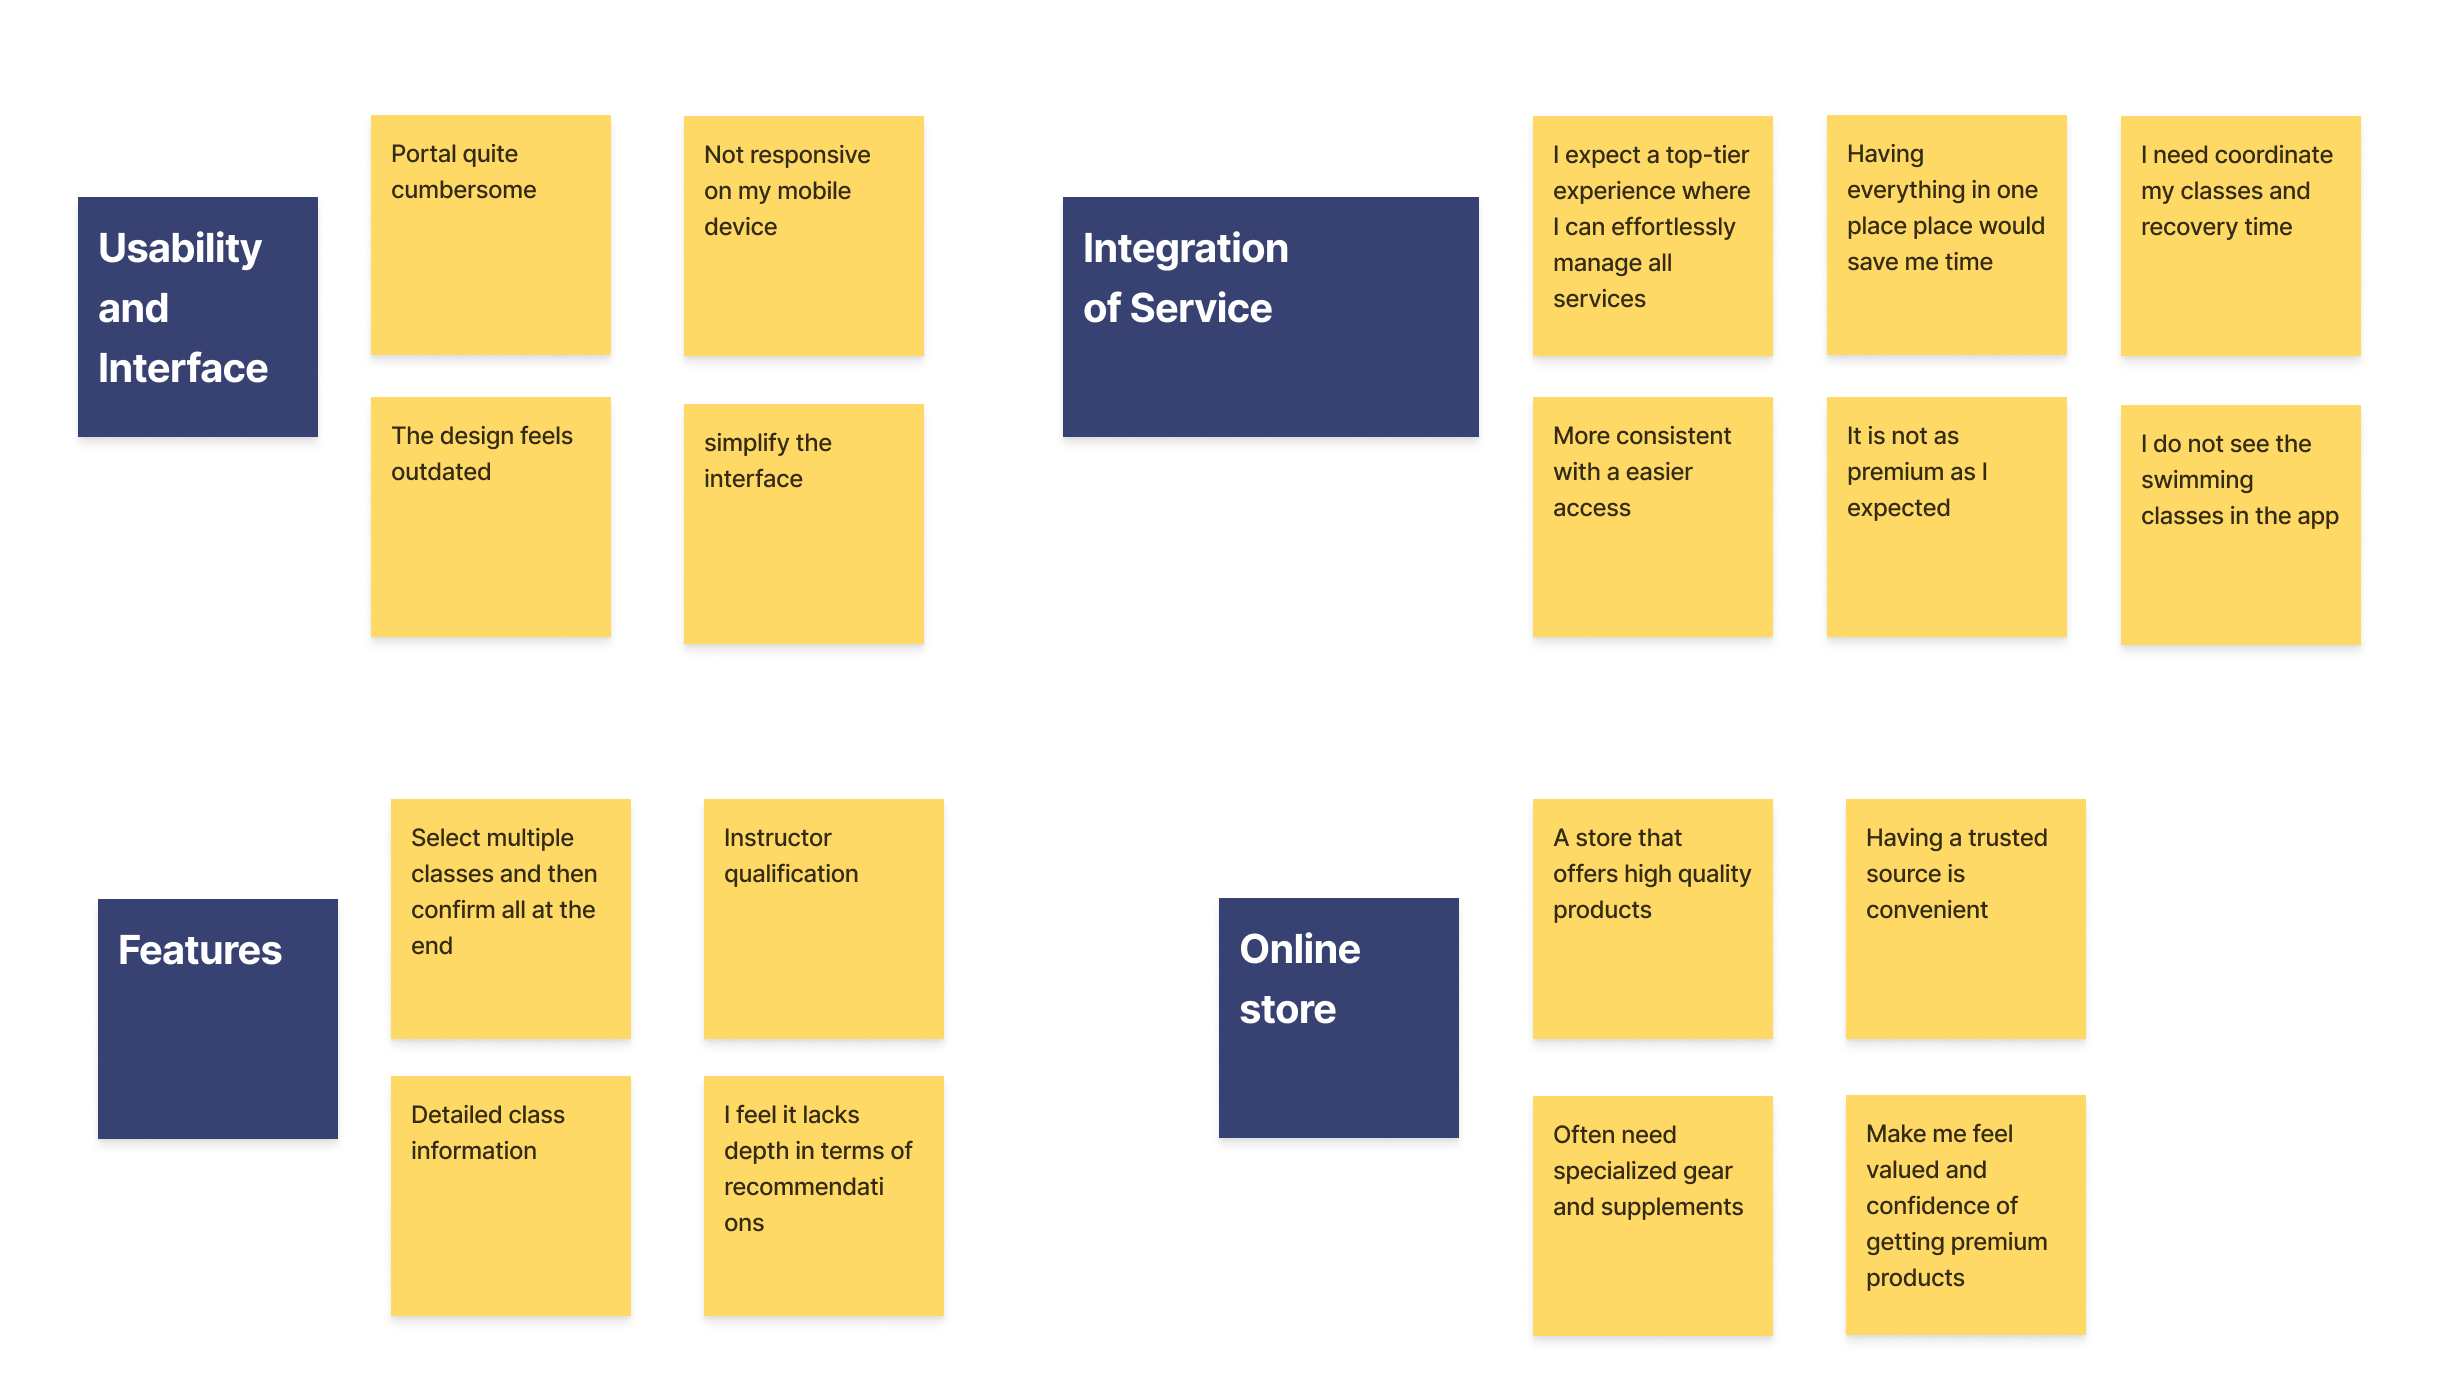 Usability
and
Interface
Portal quite
cumbersome
Not responsive
on my mobile
device
The design feels
outdated
simplify the
interface
Integration
of Service
I expect a top-tier
experience where
I can effortlessly
manage all
services
Having
everything in one
place place would
save me time
I need coordinate
my classes and
recovery time
More consistent
with a easier
access
It is not as
premium as I
expected
I do not see the
swimming
classes in the app
Features
Select multiple
classes and then
confirm all at the
end
Instructor
qualification
Detailed class
information
I feel it lacks
depth in terms of
recommendati
ons
Online
store
A store that
offers high quality
products
Having a trusted
source is
convenient
Often need
specialized gear
and supplements
Make me feel
valued and
confidence of
getting premium
products